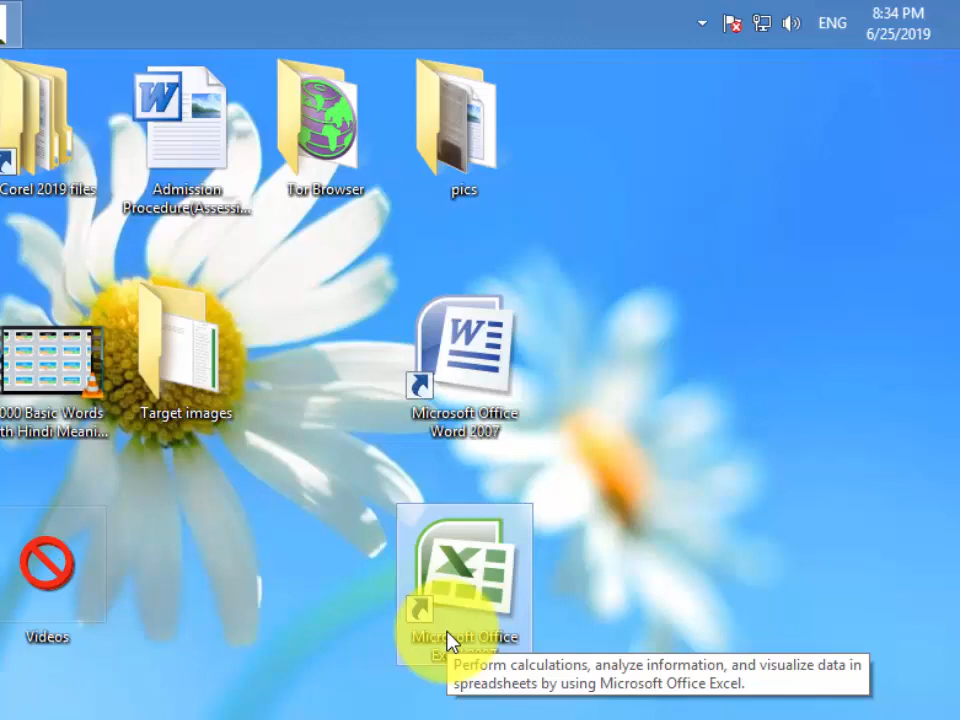 ENG
8:34 PM
6/25/2019
Corel 2019 files
Admission
Procedure(Assessi...
Tor Browser
pics
000 Basic Words
th Hindi Meani...
Target images
Microsoft Office
Word 2007
Videos
Microsoft Office
Perform calculations, analyze information, and visualize data in
spreadsheets by using Microsoft Office Excel.